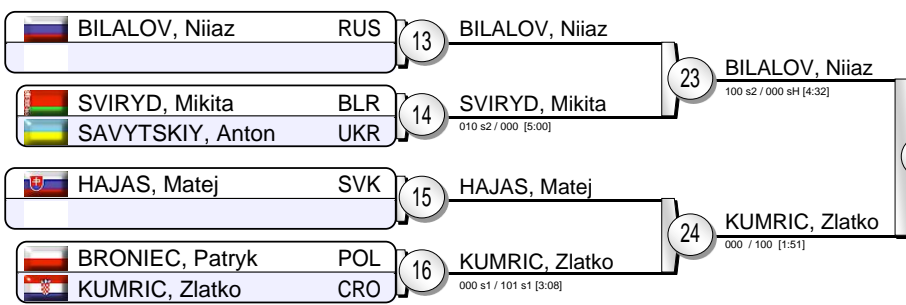 BILALOV, Niiaz RUS
13
BILALOV, Niiaz
23
BILALOV, Niiaz
100 s2 / 000 sH [4:32]
SVIRYD, Mikita BLR
SAVYTSKIY, Anton UKR
14
SVIRYD, Mikita
010 s2 / 000 [5:00]
HAJAS, Matej SVK
15
HAJAS, Matej
24
KUMRIC, Zlatko
000 / 100 [1:51]
BRONIEC, Patryk POL
KUMRIC, Zlatko CRO
16
KUMRIC, Zlatko
000 s1 / 101 s1 [3:08]